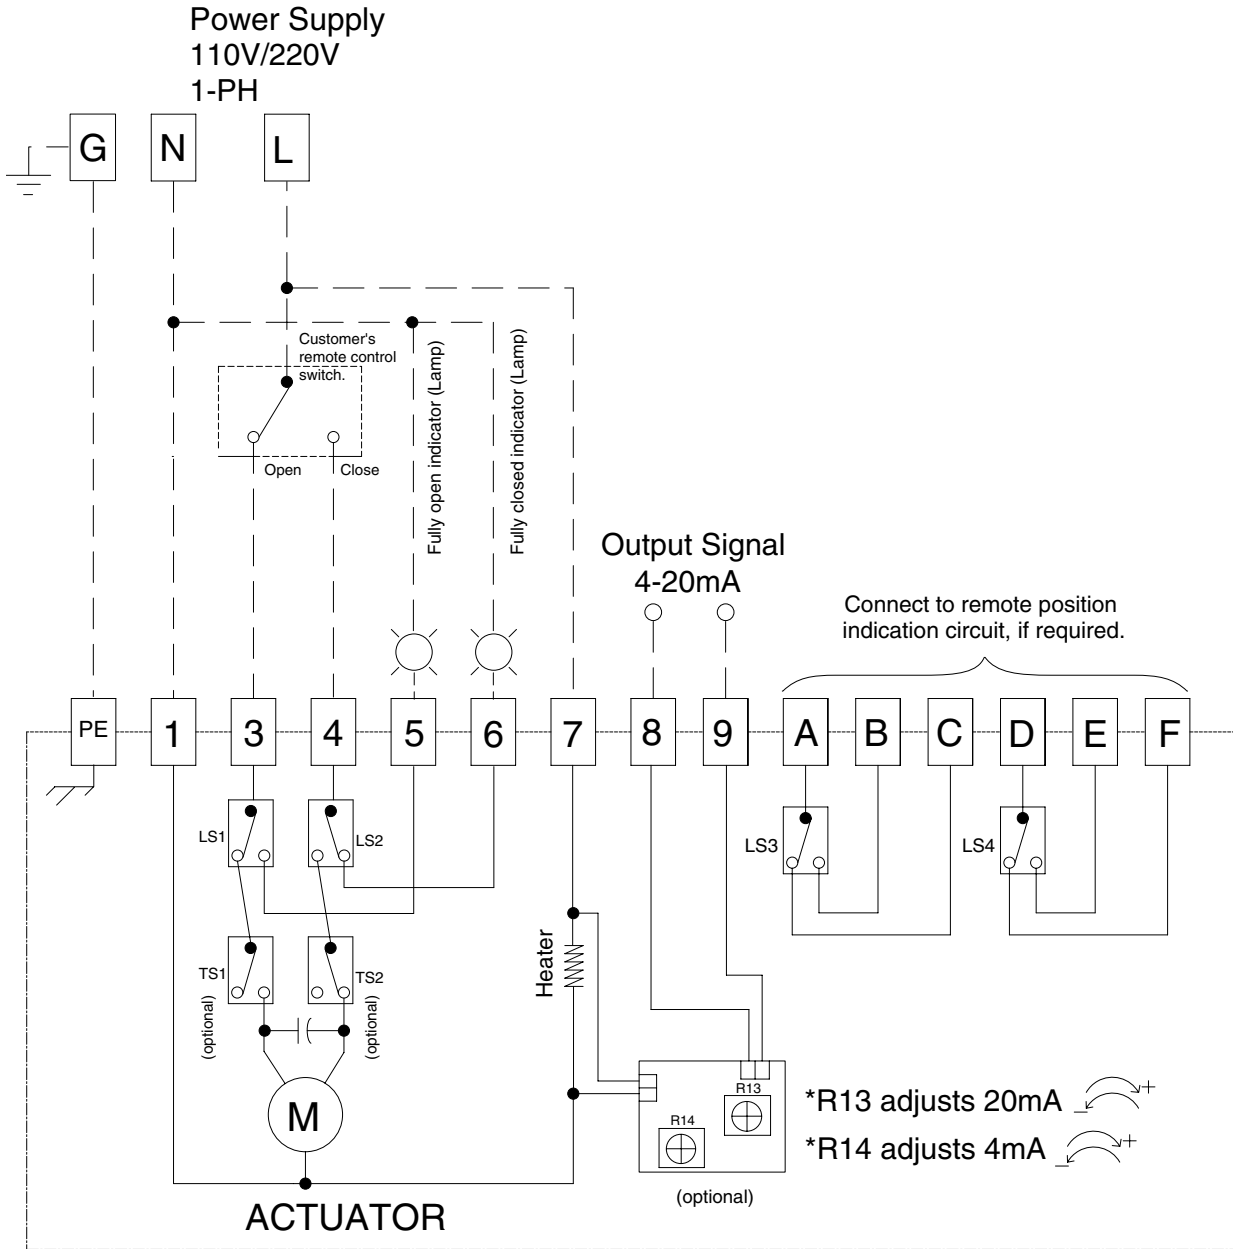 Power Supply
110V/220V
1-PH
G
N
L
Customer's
remote control
switch.
Open
Close
Fully open indicator (Lamp)
Fully closed indicator (Lamp)
Output Signal
4-20mA
Connect to remote position
indication circuit, if required.
PE
1
3
4
5
6
7
8
9
A
B
C
D
E
F
LS1
LS2
LS3
LS4
TS1
(optional)
TS2
(optional)
Heater
M
R13
R14
(optional)
*R13 adjusts 20mA - +
*R14 adjusts 4mA - +
ACTUATOR